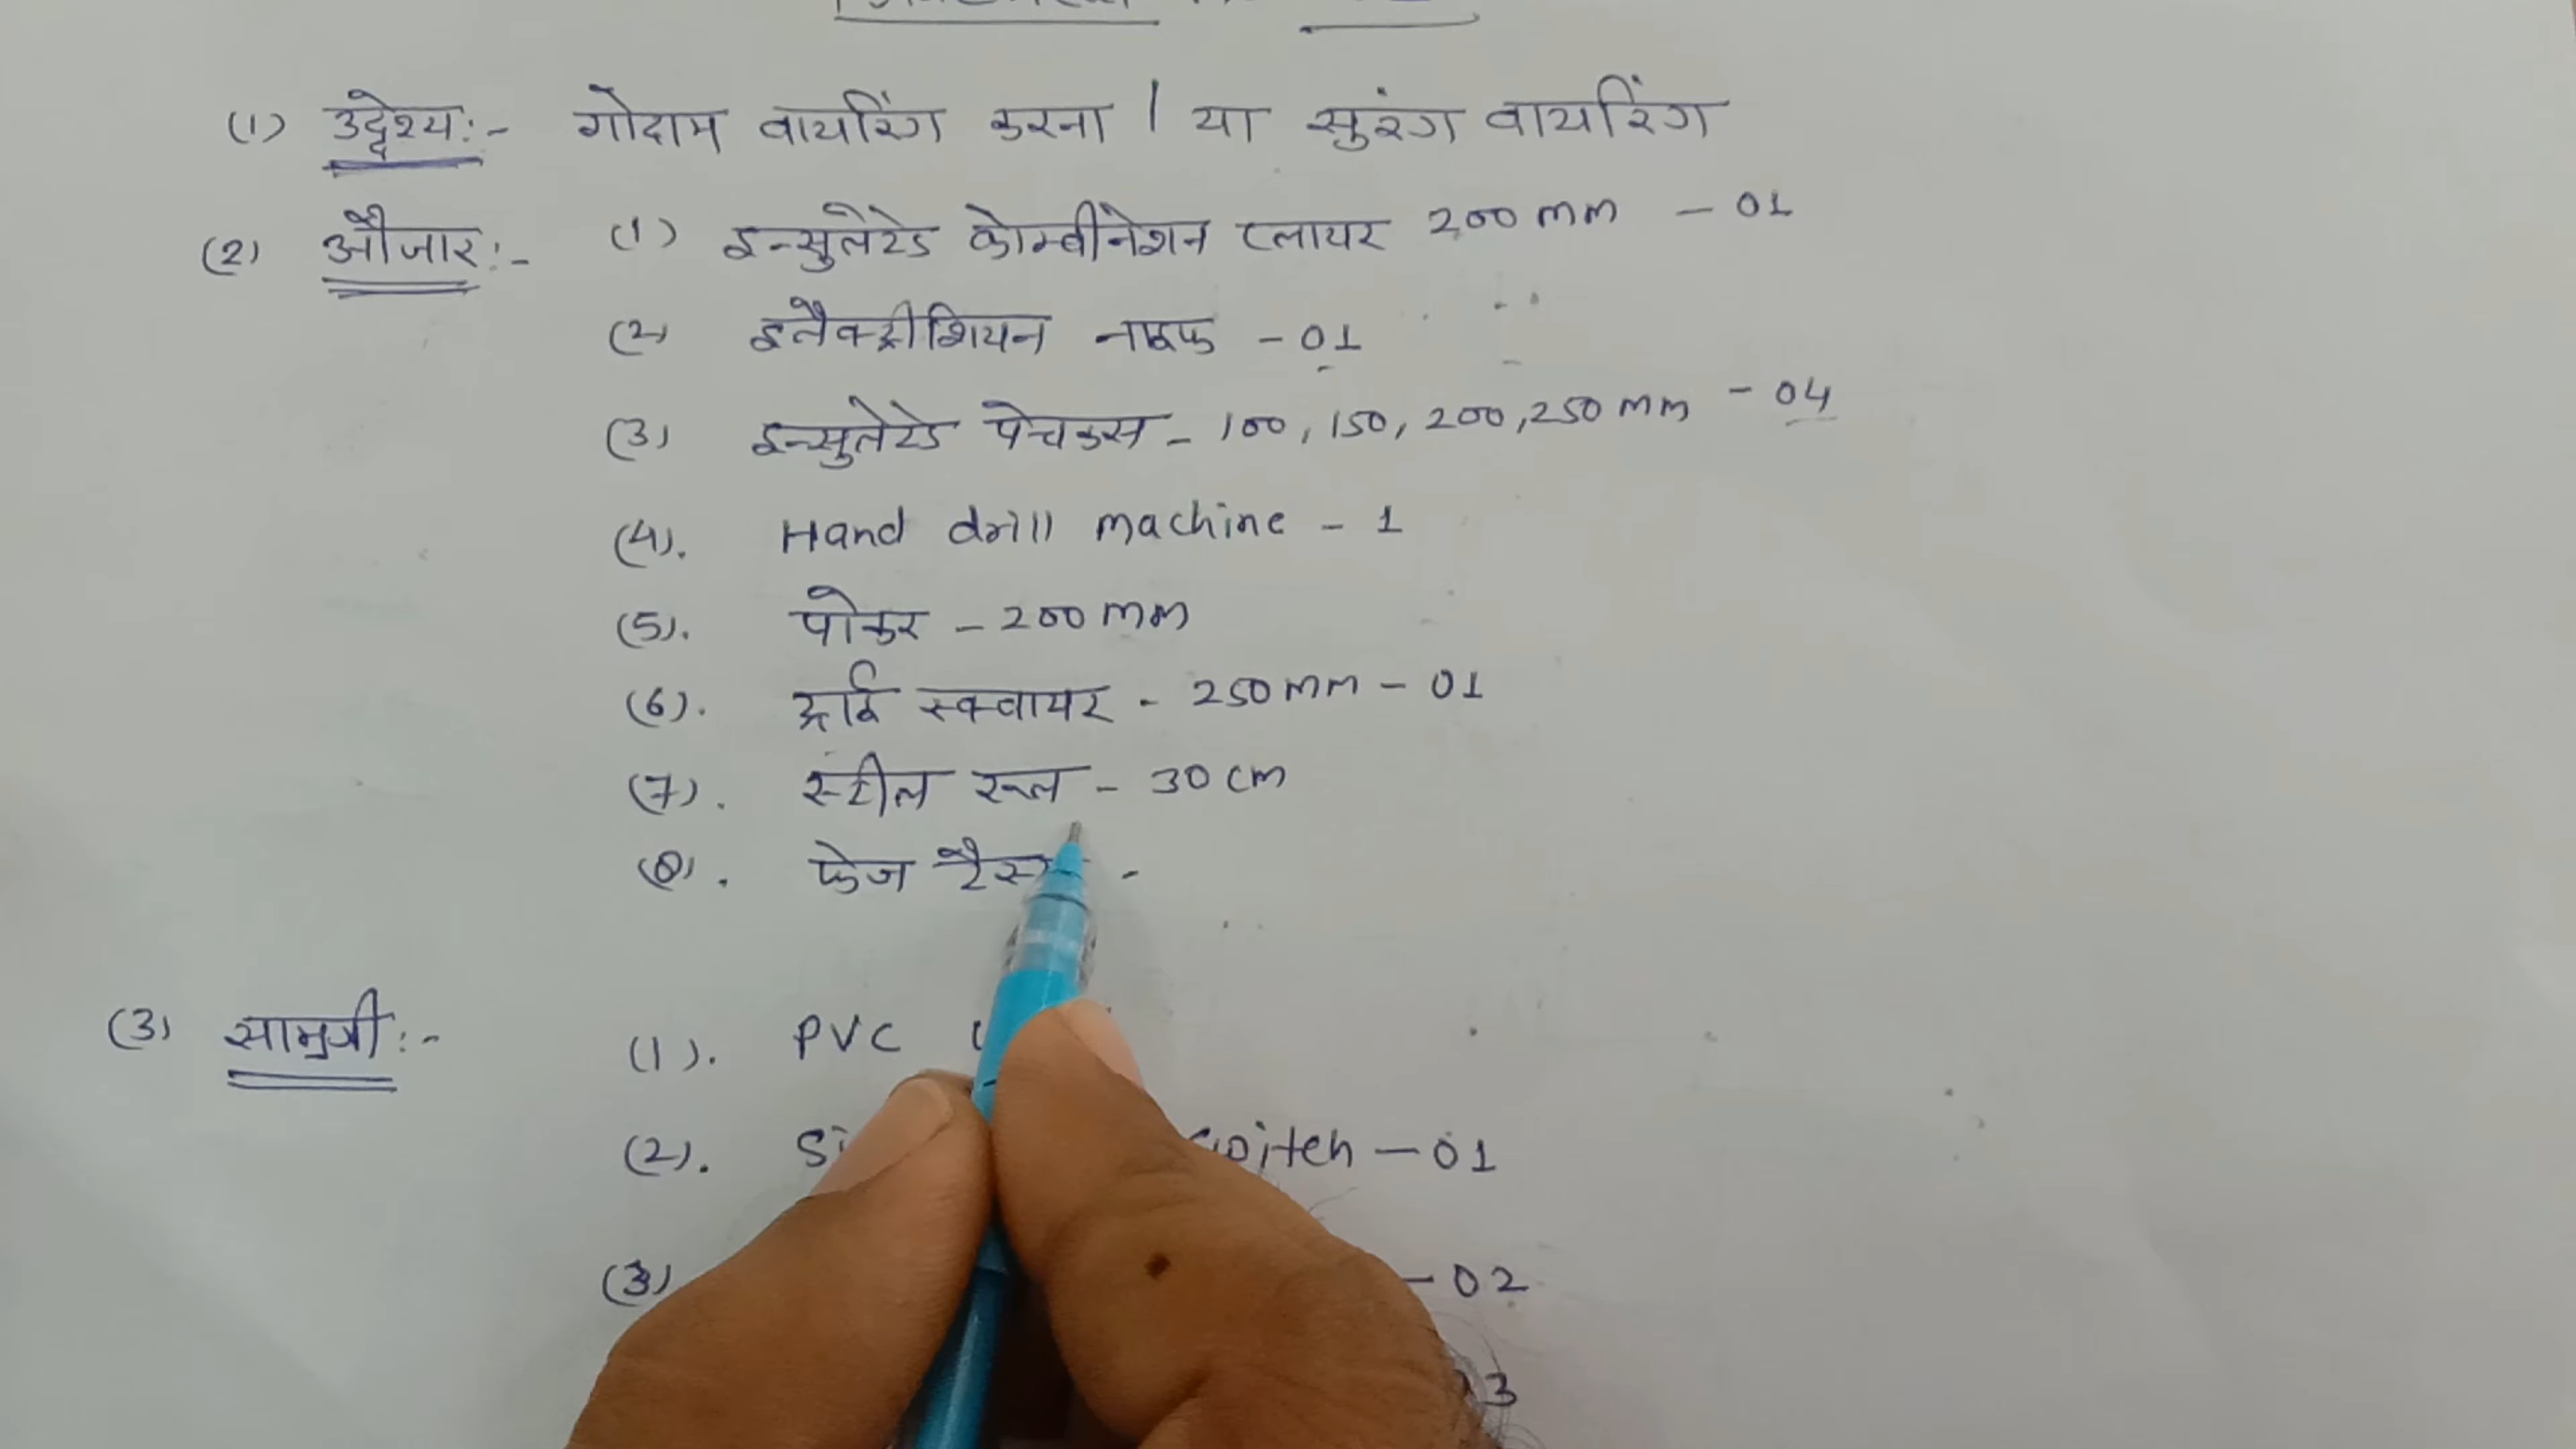 (1) उद्देश्य:- गोदाम वायरिंग करना । या सुरंग वायरिंग
(2) औजार:- (1) इन्सुलेटेड कोम्बीनेशन प्लायर 200 mm - 01
(2) इलैक्ट्रीशियन नाइफ - 01
(3) इन्सुलेटेड पेचकस - 100, 150, 200, 250 mm - 04
(4). Hand drill machine - 1
(5). पोकर - 200 mm
(6). ट्राई स्क्वायर - 250 mm - 01
(7). स्टील रूल - 30 cm
(8). फेज -
(3) सामग्री:- (1). PVC
(2). - 01
(3) - 02